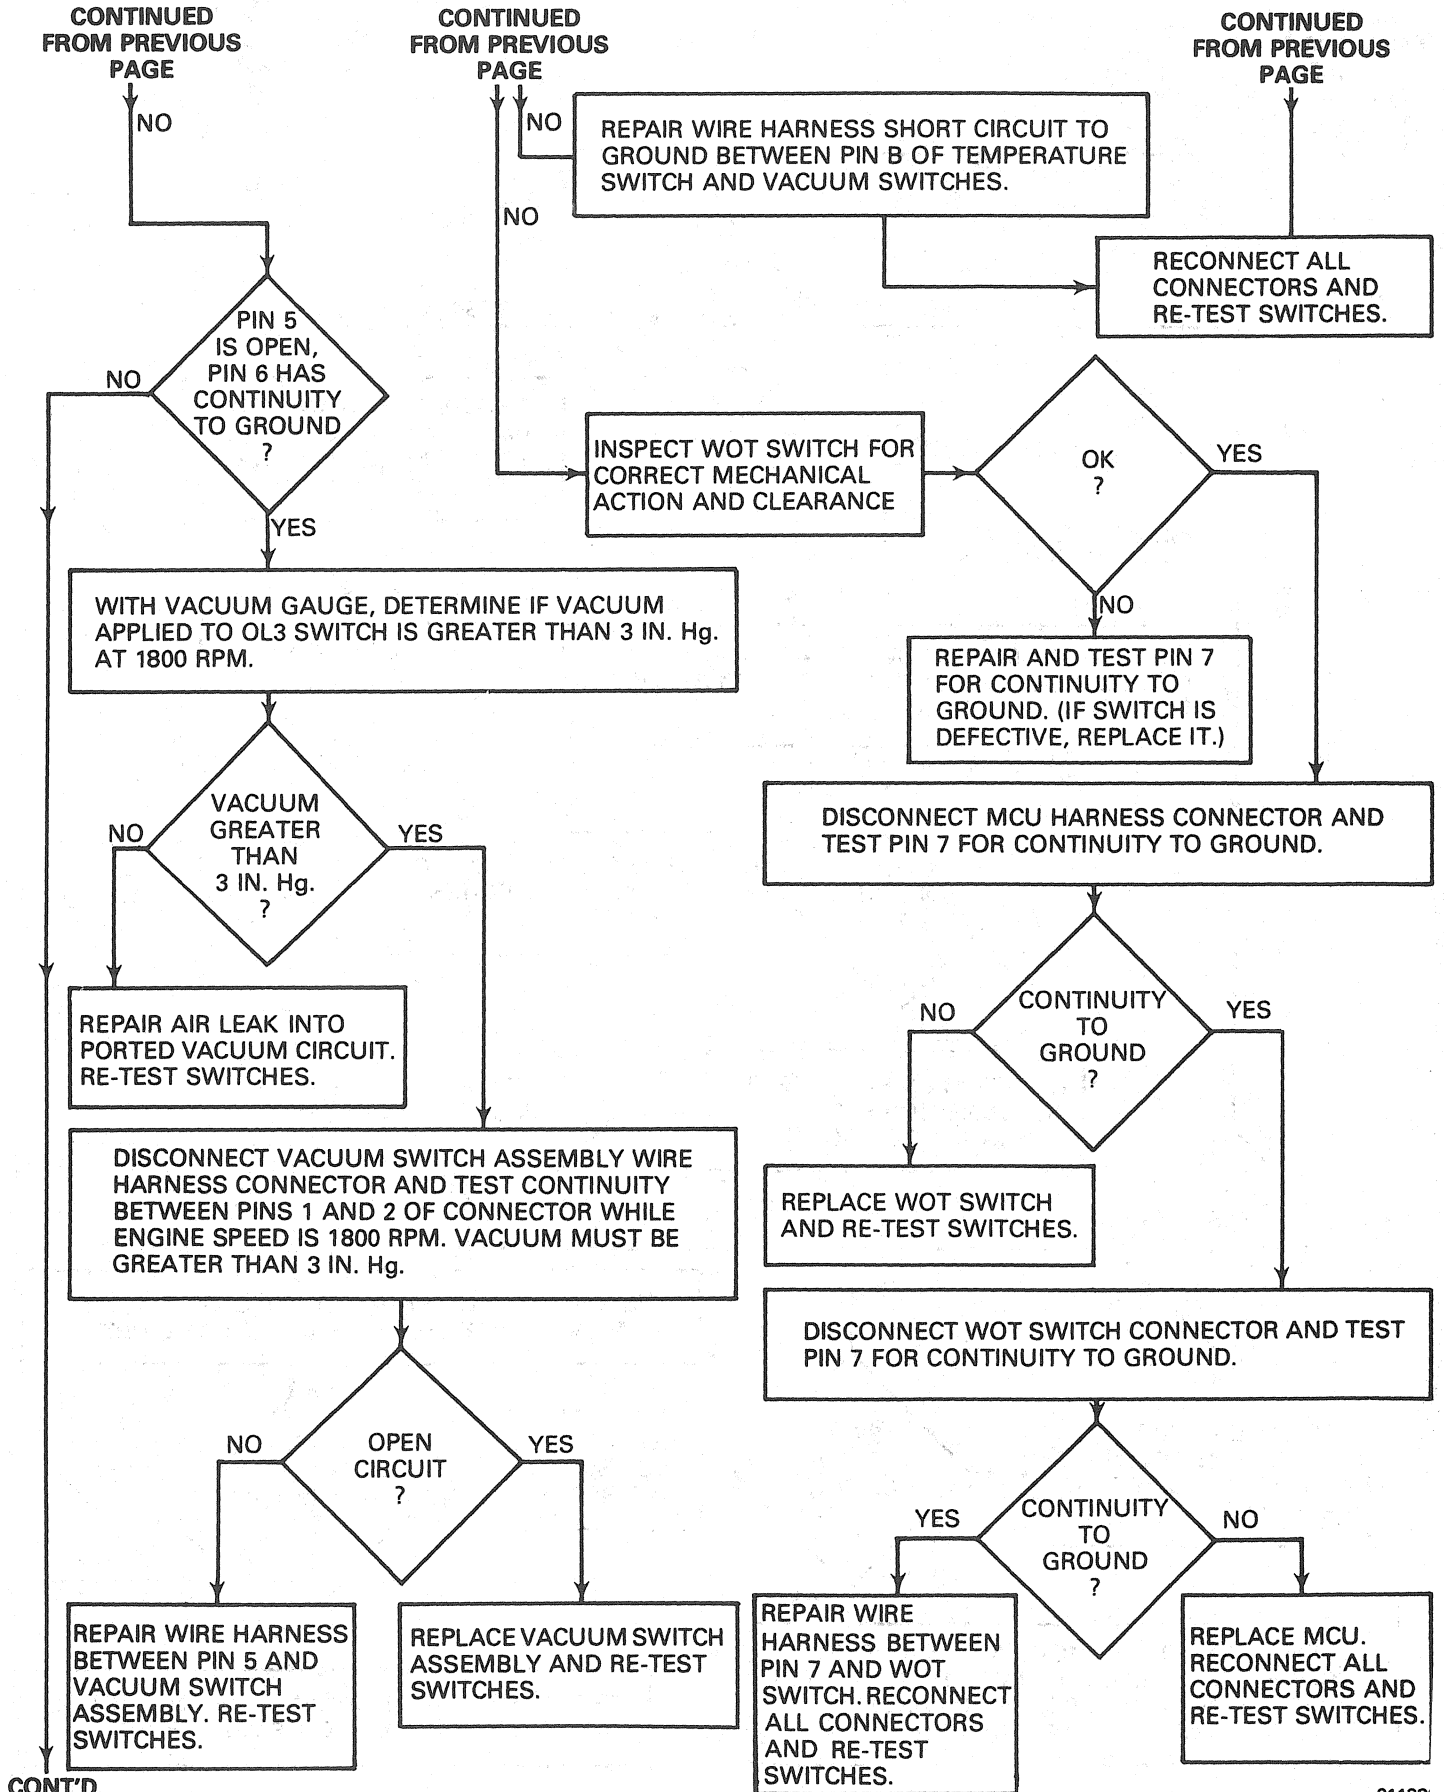 CONTINUED
FROM PREVIOUS
PAGE
NO
CONTINUED
FROM PREVIOUS
PAGE
NO
NO
CONTINUED
FROM PREVIOUS
PAGE
REPAIR WIRE HARNESS SHORT CIRCUIT TO
GROUND BETWEEN PIN B OF TEMPERATURE
SWITCH AND VACUUM SWITCHES.
RECONNECT ALL
CONNECTORS AND
RE-TEST SWITCHES.
PIN 5
IS OPEN,
PIN 6 HAS
CONTINUITY
TO GROUND
?
NO
YES
INSPECT WOT SWITCH FOR
CORRECT MECHANICAL
ACTION AND CLEARANCE
OK
?
YES
NO
WITH VACUUM GAUGE, DETERMINE IF VACUUM
APPLIED TO OL3 SWITCH IS GREATER THAN 3 IN. Hg.
AT 1800 RPM.
REPAIR AND TEST PIN 7
FOR CONTINUITY TO
GROUND. (IF SWITCH IS
DEFECTIVE, REPLACE IT.)
VACUUM
GREATER
THAN
3 IN. Hg.
?
NO
YES
DISCONNECT MCU HARNESS CONNECTOR AND
TEST PIN 7 FOR CONTINUITY TO GROUND.
REPAIR AIR LEAK INTO
PORTED VACUUM CIRCUIT.
RE-TEST SWITCHES.
CONTINUITY
TO
GROUND
?
NO
YES
DISCONNECT VACUUM SWITCH ASSEMBLY WIRE
HARNESS CONNECTOR AND TEST CONTINUITY
BETWEEN PINS 1 AND 2 OF CONNECTOR WHILE
ENGINE SPEED IS 1800 RPM. VACUUM MUST BE
GREATER THAN 3 IN. Hg.
REPLACE WOT SWITCH
AND RE-TEST SWITCHES.
DISCONNECT WOT SWITCH CONNECTOR AND TEST
PIN 7 FOR CONTINUITY TO GROUND.
OPEN
CIRCUIT
?
NO
YES
CONTINUITY
TO
GROUND
?
YES
NO
REPAIR WIRE HARNESS
BETWEEN PIN 5 AND
VACUUM SWITCH
ASSEMBLY. RE-TEST
SWITCHES.
REPLACE VACUUM SWITCH
ASSEMBLY AND RE-TEST
SWITCHES.
REPAIR WIRE
HARNESS BETWEEN
PIN 7 AND WOT
SWITCH. RECONNECT
ALL CONNECTORS
AND RE-TEST
SWITCHES.
REPLACE MCU.
RECONNECT ALL
CONNECTORS AND
RE-TEST SWITCHES.
CONT'D